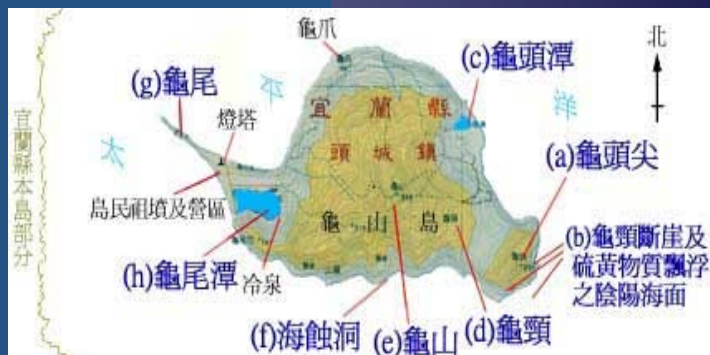 龜爪
北
(c)龜頭潭
(g)龜尾
太 平 洋
燈塔
宜蘭縣
頭城鎮
(a)龜頭尖
宜蘭縣本島部分
島民祖墳及營區
龜山島
(b)龜頸斷崖及
硫黃物質飄浮
之陰陽海面
(h)龜尾潭
冷泉
(f)海蝕洞
(e)龜山
(d)龜頸